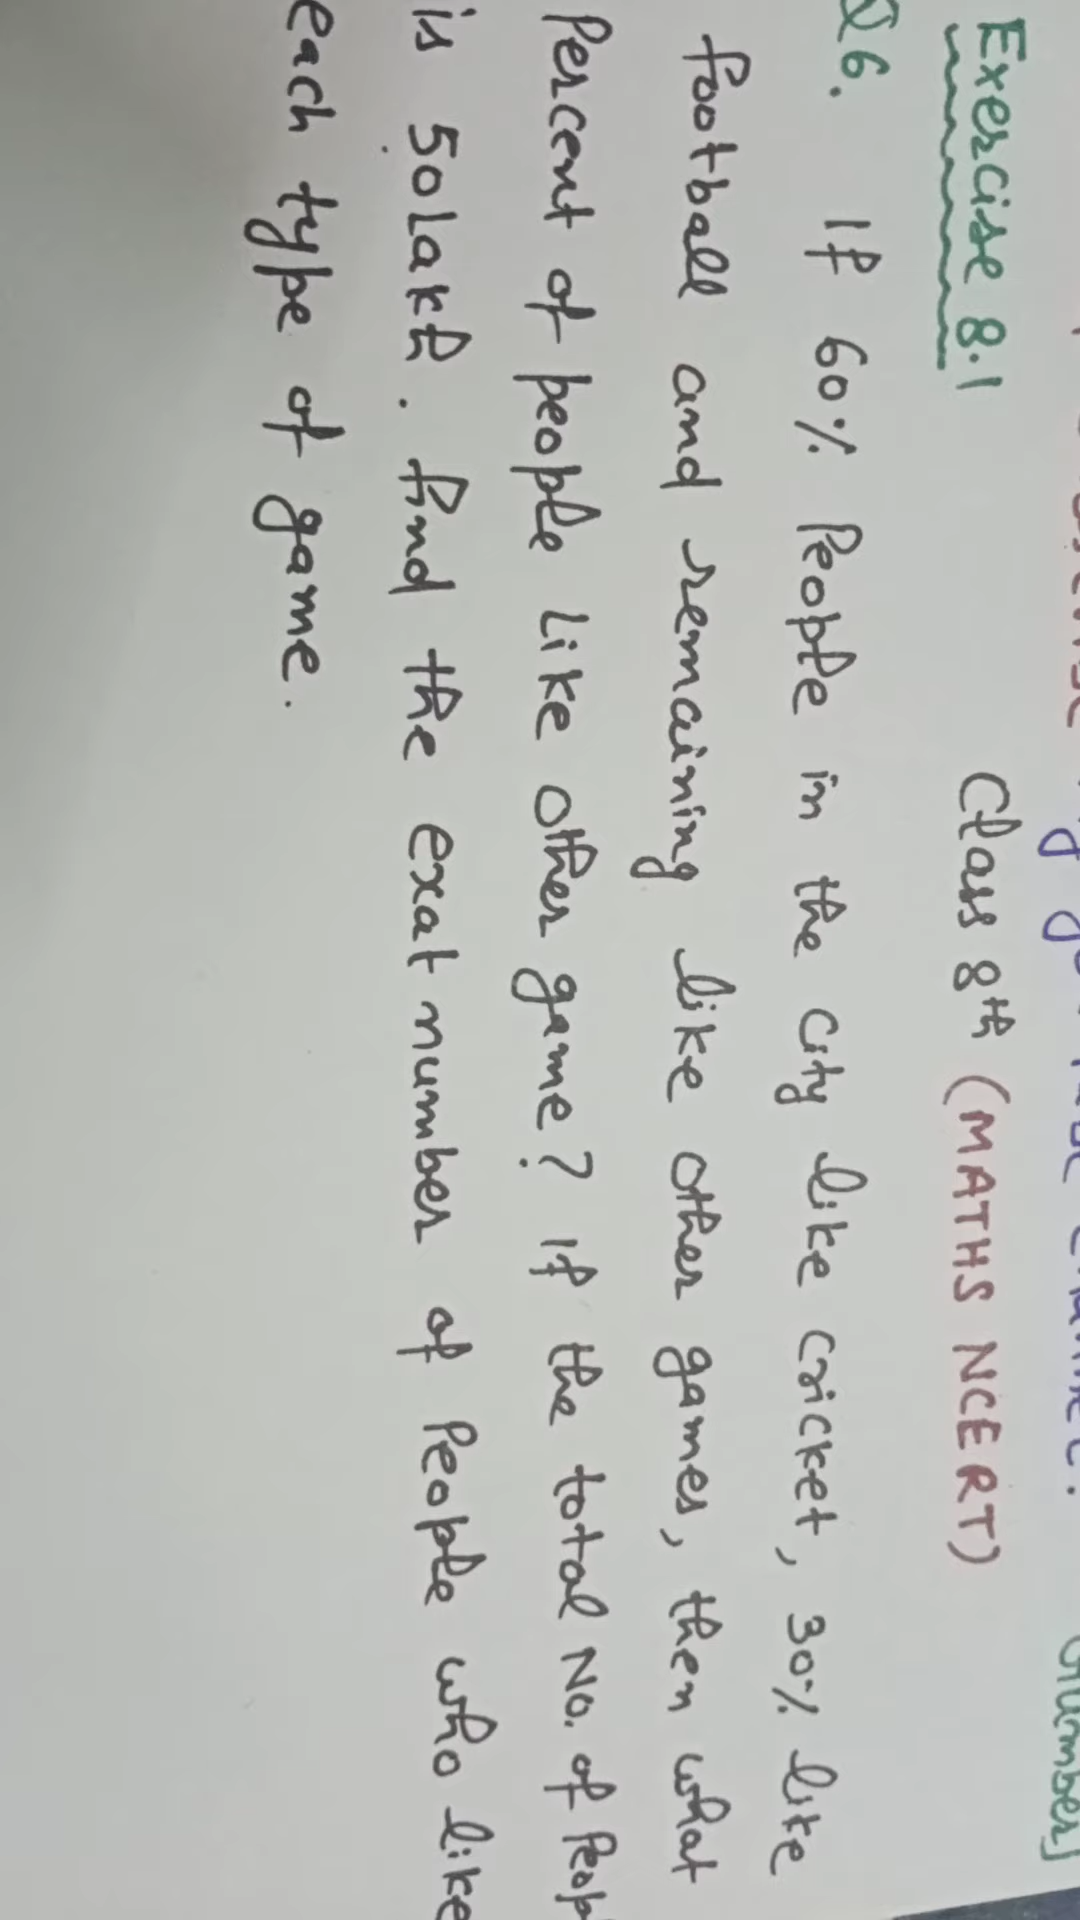 Exercise 8.1 Class 8th (MATHS NCERT)
Q6. If 60% People in the city like cricket, 30% like
football and remaining like other games, then what
Percent of people like other game? If the total No. of Peop
is 50 lakh. find the exat number of People who like
each type of game.